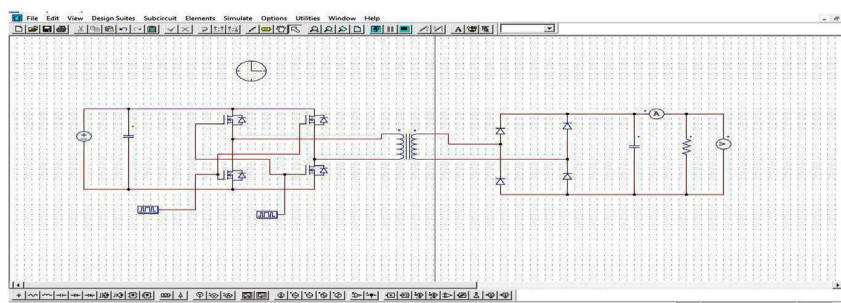 File Edit View Design Suites Subcircuit Elements Simulate Options Utilities Window Help
A
V